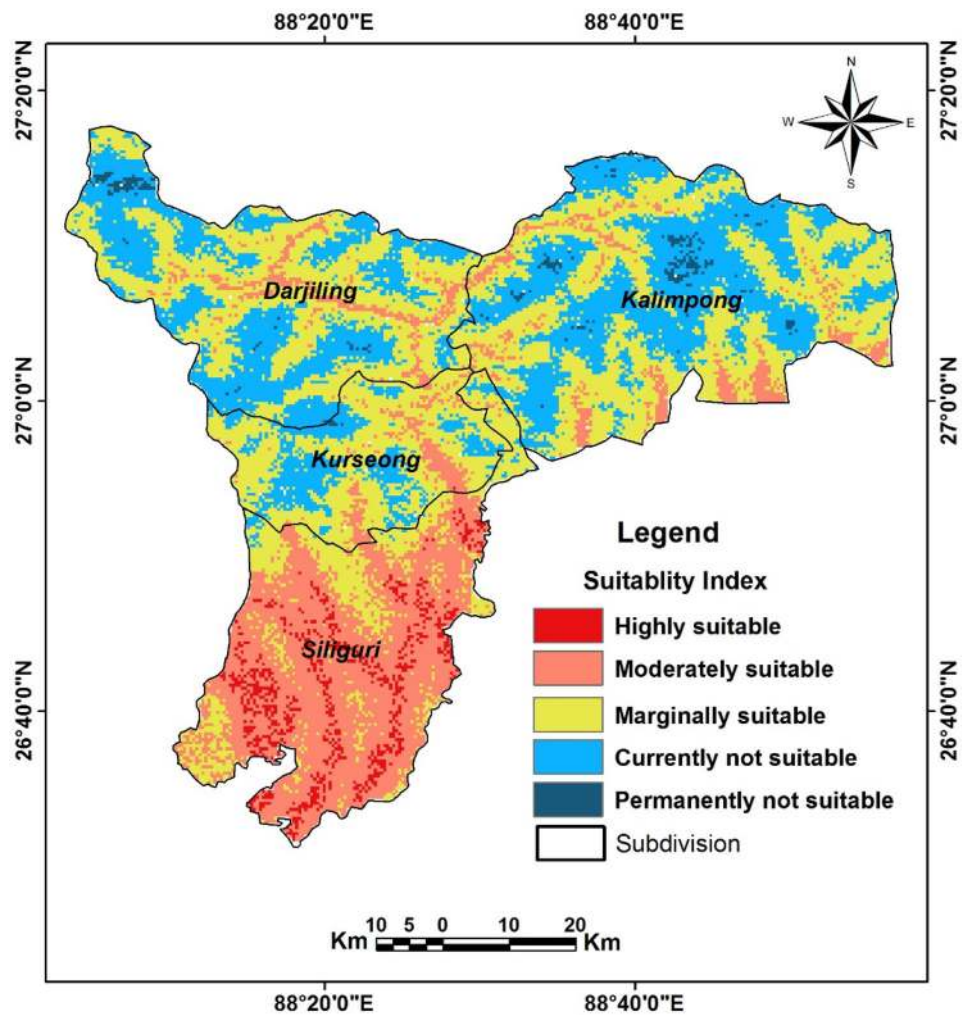 88°20'0"E 88°40'0"E
27°20'0"N 27°20'0"N
N
W E
S
Darjiling
Kalimpong
27°0'0"N 27°0'0"N
Kurseong
Legend
Suitablity Index
Highly suitable
Siliguri
Moderately suitable
26°40'0"N 26°40'0"N
Marginally suitable
Currently not suitable
Permanently not suitable
Subdivision
10 5 0 10 20
Km Km
88°20'0"E 88°40'0"E